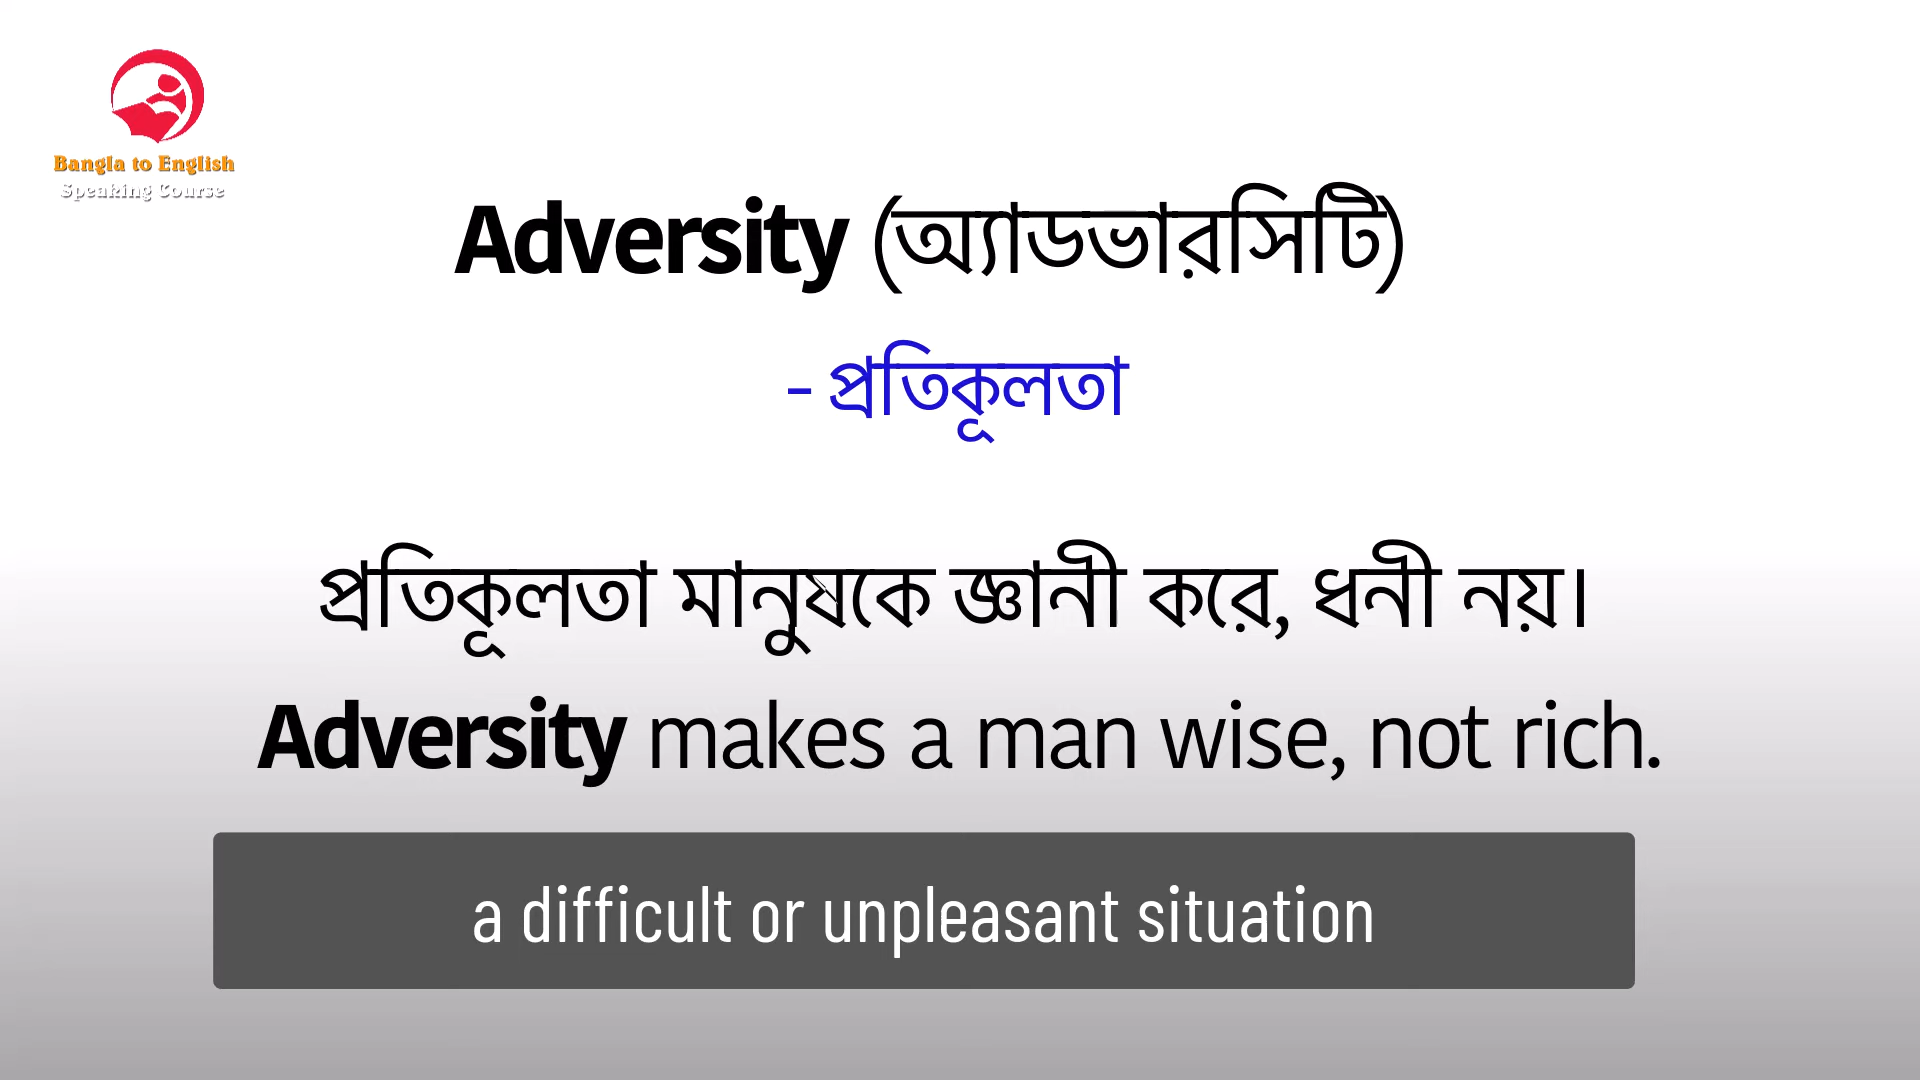 Bangla to English
Speaking Course
Adversity (অ্যাডভারসিটি)
- প্রতিকূলতা
প্রতিকূলতা মানুষকে জ্ঞানী করে, ধনী নয়।
Adversity makes a man wise, not rich.
a difficult or unpleasant situation